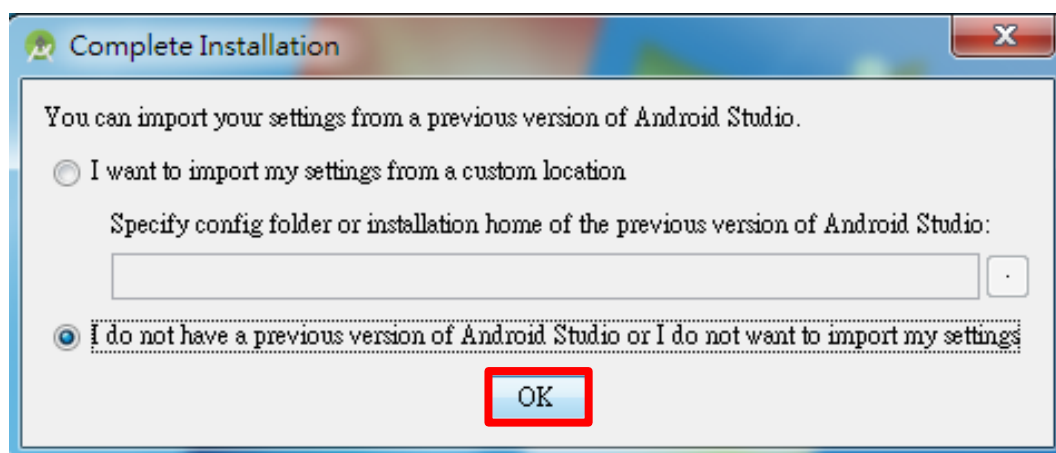 Complete Installation
You can import your settings from a previous version of Android Studio.
I want to import my settings from a custom location
Specify config folder or installation home of the previous version of Android Studio:
.
I do not have a previous version of Android Studio or I do not want to import my settings
OK